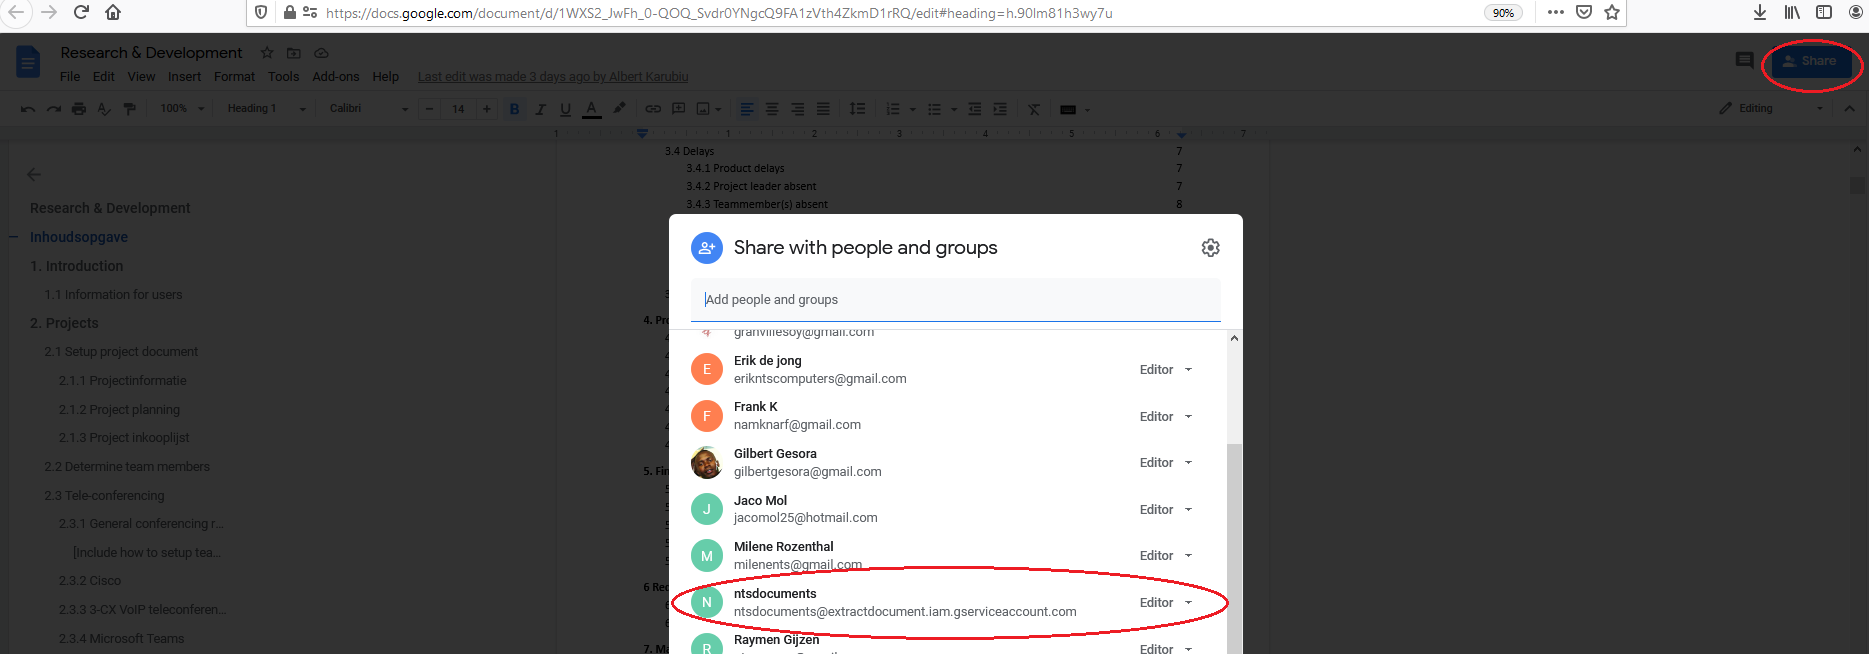 https://docs.google.com/document/d/1WXS2_JwFh_0-QOQ_Svdr0YNgcQ9FA1zVth4ZkmD1rRQ/edit#heading=h.90lm81h3wy7u
90%
Research & Development
File Edit View Insert Format Tools Add-ons Help Last edit was made 3 days ago by Albert Karubiu
Share
100% Heading 1 Calibri 14 B I U A Editing
1 1 2 3 4 5 6 7
3.4 Delays 7
3.4.1 Product delays 7
3.4.2 Project leader absent 7
3.4.3 Teammember(s) absent 8
Research & Development
Inhoudsopgave
1. Introduction
1.1 Information for users
2. Projects
2.1 Setup project document
2.1.1 Projectinformatie
2.1.2 Project planning
2.1.3 Project inkooplijst
2.2 Determine team members
2.3 Tele-conferencing
2.3.1 General conferencing r...
[Include how to setup tea...
2.3.2 Cisco
2.3.3 3-CX VoIP teleconferen...
2.3.4 Microsoft Teams
Share with people and groups
Add people and groups
granvillesoy@gmail.com
E Erik de jong
erikntscomputers@gmail.com
Editor
F Frank K
namknarf@gmail.com
Editor
Gilbert Gesora
gilbertgesora@gmail.com
Editor
J Jaco Mol
jacomol25@hotmail.com
Editor
M Milene Rozenthal
milenents@gmail.com
Editor
N ntsdocuments
ntsdocuments@extractdocument.iam.gserviceaccount.com
Editor
R Raymen Gijzen
Editor